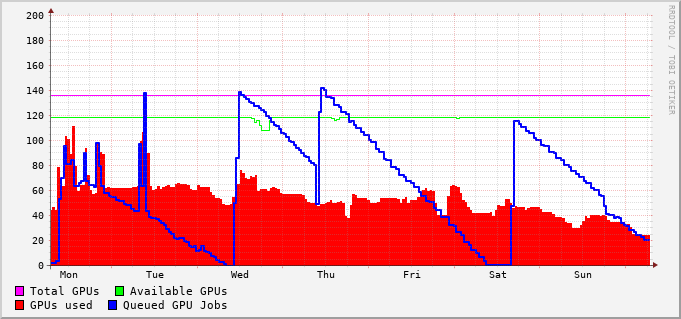 200
180
160
140
120
100
80
60
40
20
0
Mon Tue Wed Thu Fri Sat Sun
Total GPUs Available GPUs
GPUs used Queued GPU Jobs
RRDTOOL / TOBI OETIKER